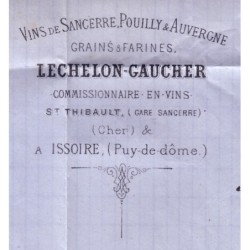 VINS DE SANCERRE, POUILLY & AUVERGNE
GRAINS & FARINES,
LECHELON-GAUCHER
COMMISSIONNAIRE-EN-VINS
ST THIBAULT, (GARE SANCERRE)
(Cher) &
A ISSOIRE, (Puy-de-dôme.)